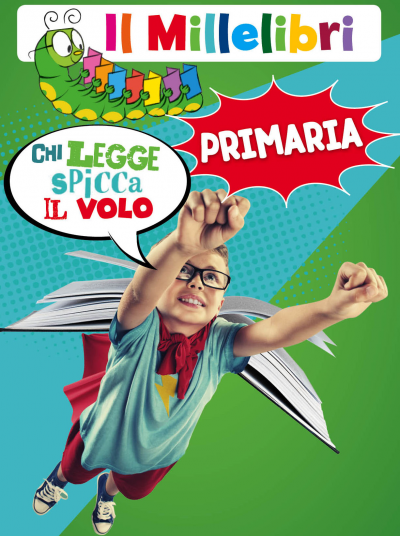 Il Millelibri
PRIMARIA
CHI LEGGE
SPICCA
IL VOLO